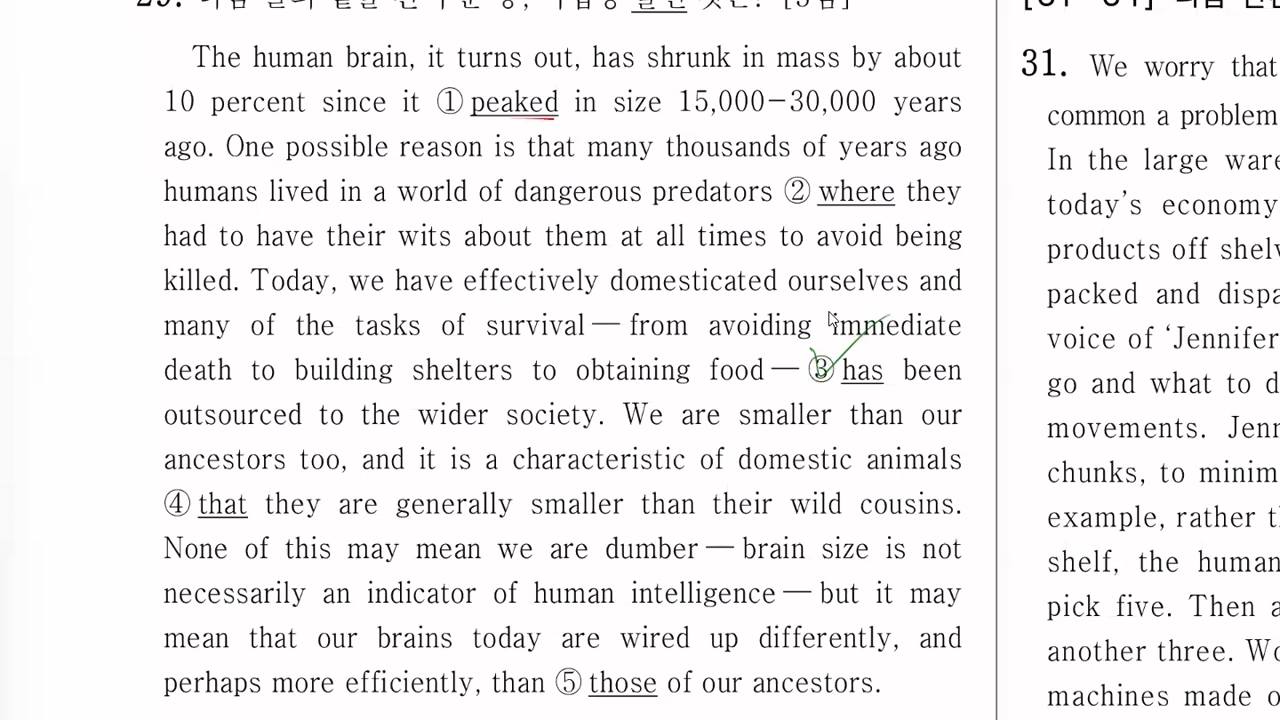 29.
The human brain, it turns out, has shrunk in mass by about
10 percent since it ① peaked in size 15,000-30,000 years
ago. One possible reason is that many thousands of years ago
humans lived in a world of dangerous predators ② where they
had to have their wits about them at all times to avoid being
killed. Today, we have effectively domesticated ourselves and
many of the tasks of survival — from avoiding immediate
death to building shelters to obtaining food — ③ has been
outsourced to the wider society. We are smaller than our
ancestors too, and it is a characteristic of domestic animals
④ that they are generally smaller than their wild cousins.
None of this may mean we are dumber — brain size is not
necessarily an indicator of human intelligence — but it may
mean that our brains today are wired up differently, and
perhaps more efficiently, than ⑤ those of our ancestors.
31. We worry that
common a problem
In the large ware
today's economy
products off shelv
packed and dispa
voice of 'Jennifer
go and what to d
movements. Jenn
chunks, to minim
example, rather t
shelf, the human
pick five. Then a
another three. Wo
machines made o